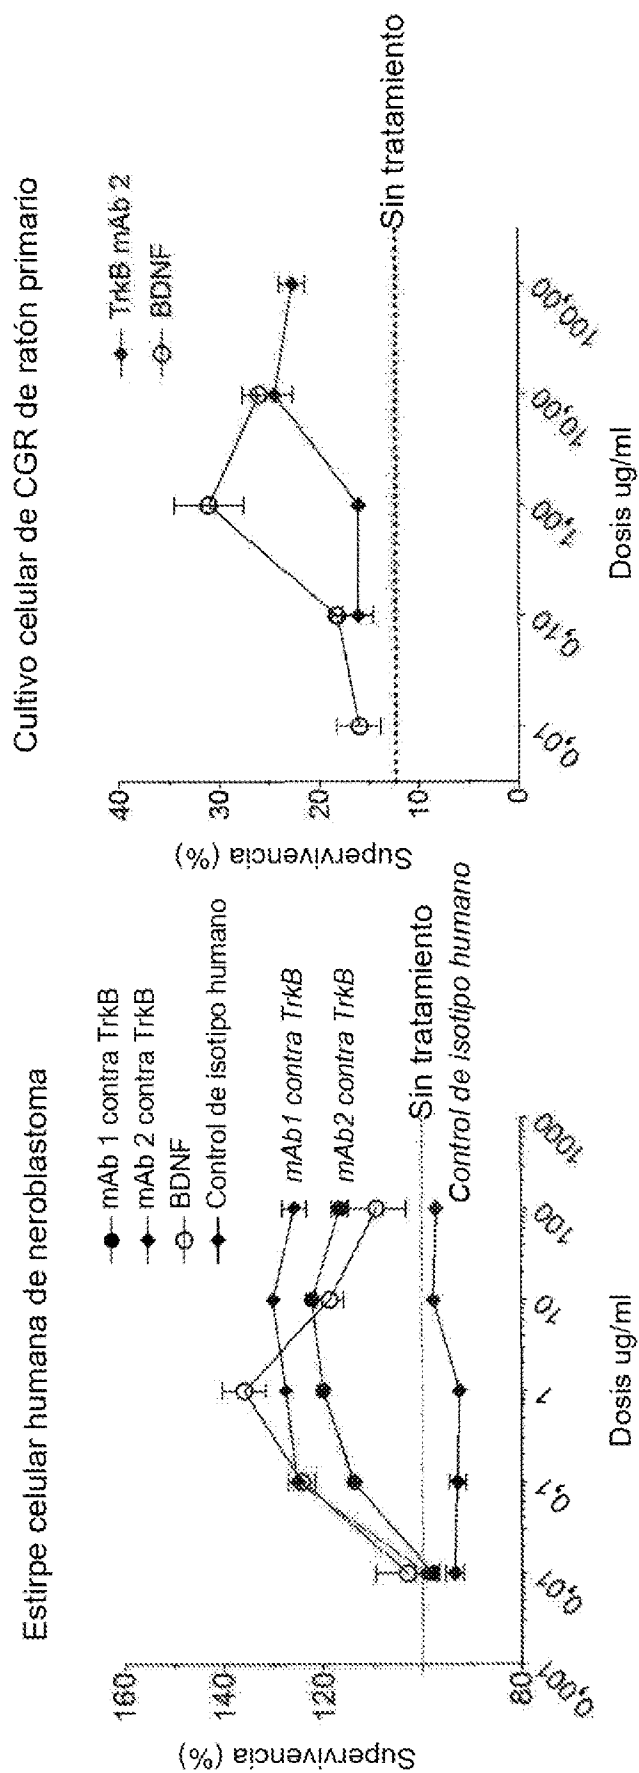 Estirpe celular humana de neroblastoma
mAb 1 contra TrkB
mAb 2 contra TrkB
BDNF
Control de isotipo humano
mAb1 contra TrkB
mAb2 contra TrkB
Sin tratamiento
Control de isotipo humano
Supervivencia (%)
160
140
120
80
0,001
0,01
0,1
1
10
100
1000
Dosis ug/ml
Cultivo celular de CGR de ratón primario
TrkB mAb 2
BDNF
Sin tratamiento
Supervivencia (%)
40
20
10
0
0,01
0,10
1,00
10,00
100,00
Dosis ug/ml